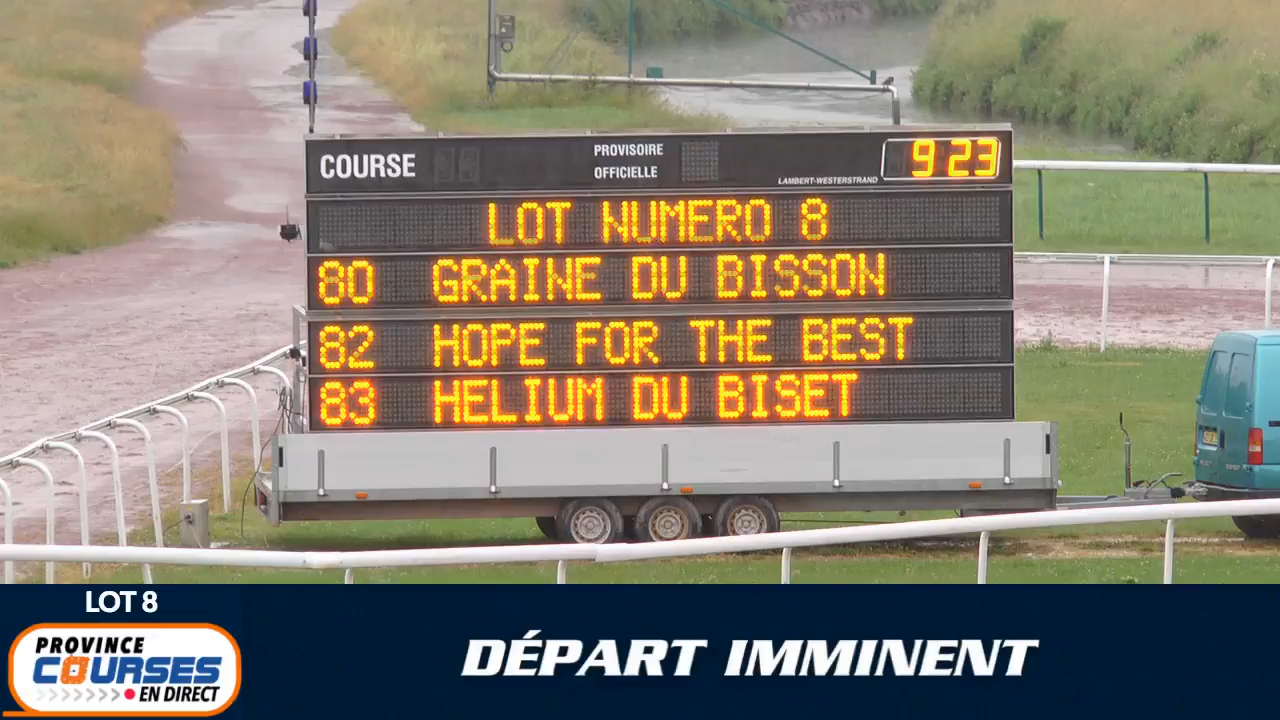 COURSE
PROVISOIRE
OFFICIELLE
LAMBERT-WESTERSTRAND
9 23
LOT NUMERO 8
80 GRAINE DU BISSON
82 HOPE FOR THE BEST
83 HELIUM DU BISET
LOT 8
PROVINCE
COURSES
EN DIRECT
DÉPART IMMINENT